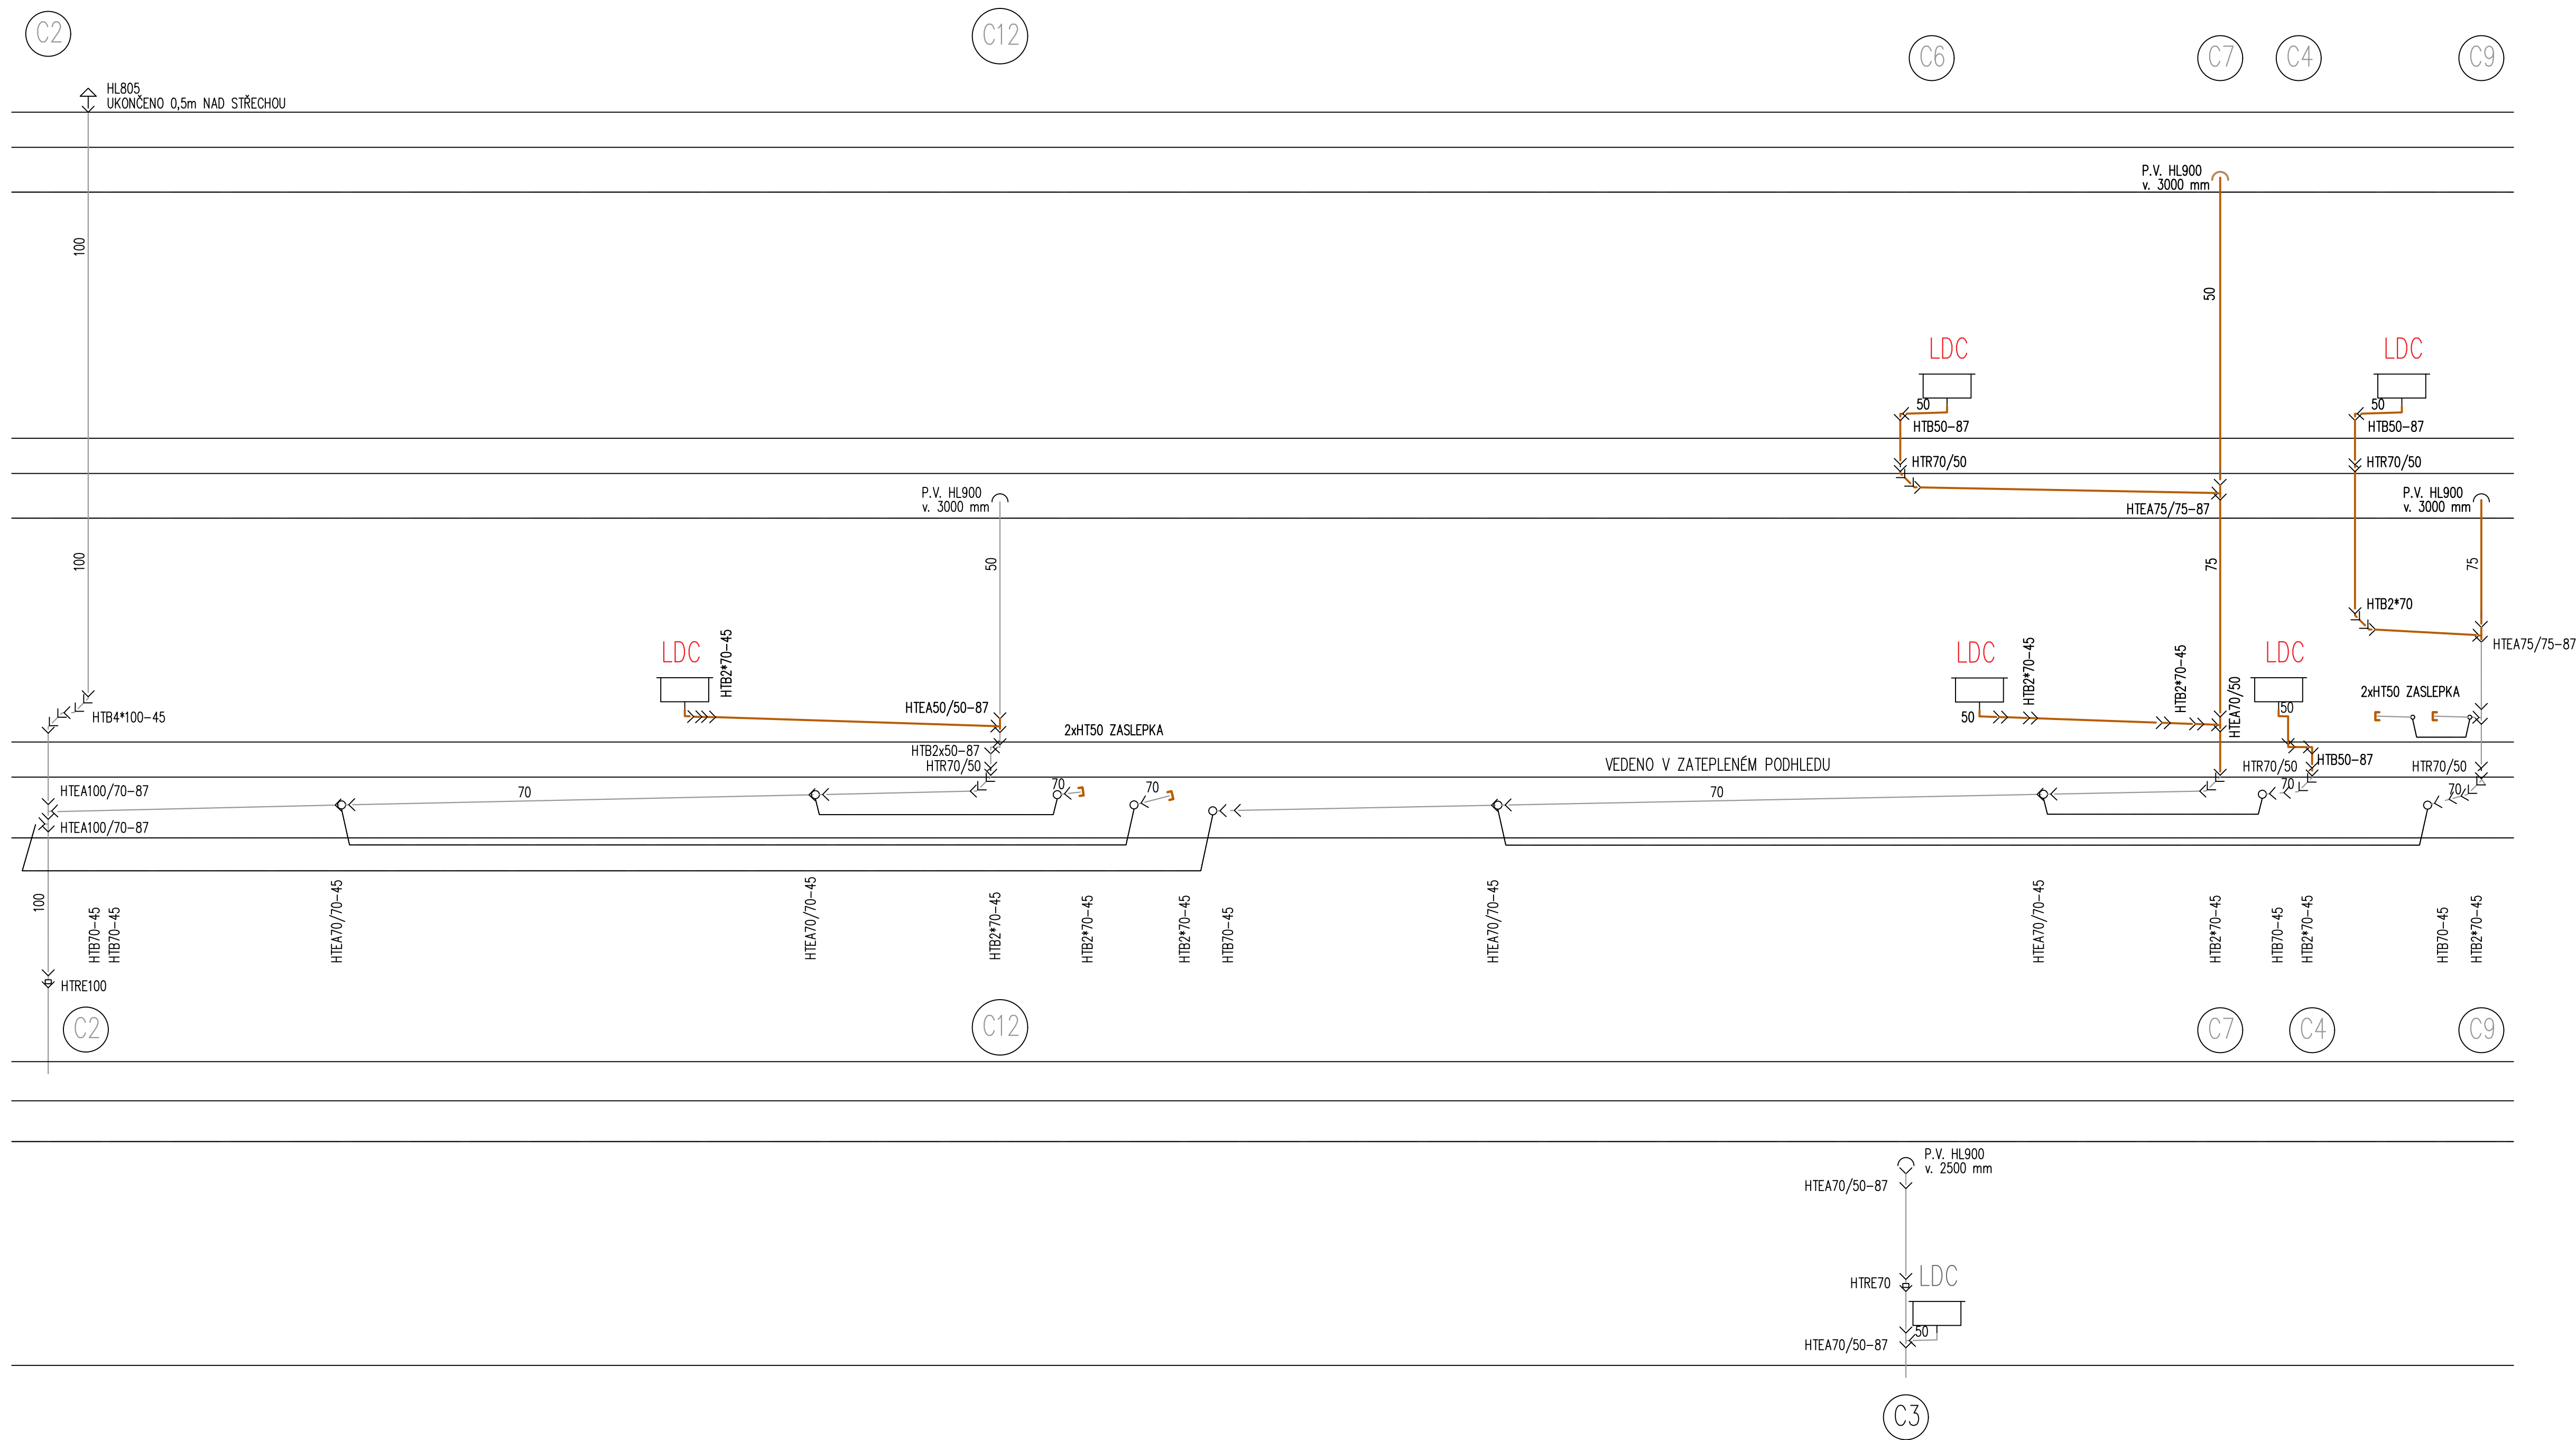 C2
C12
C6
C7
C4
C9
HL805
UKONČENO 0,5m NAD STŘECHOU
P.V. HL900
v. 3000 mm
100
50
LDC
LDC
50
50
HTB50-87
HTB50-87
HTR70/50
HTR70/50
P.V. HL900
v. 3000 mm
P.V. HL900
v. 3000 mm
HTEA75/75-87
100
50
75
75
HTB2*70
LDC
HTB2*70-45
LDC
HTB2*70-45
HTB2*70-45
LDC
HTEA75/75-87
HTEA70/50
2xHT50 ZASLEPKA
HTEA50/50-87
50
50
HTB4*100-45
2xHT50 ZASLEPKA
HTB2x50-87
HTR70/50
VEDENO V ZATEPLENÉM PODHLEDU
HTR70/50
HTB50-87
HTR70/50
HTEA100/70-87
70
70
70
70
70
70
HTEA100/70-87
100
HTB70-45
HTB70-45
HTEA70/70-45
HTEA70/70-45
HTB2*70-45
HTB2*70-45
HTB2*70-45
HTB70-45
HTEA70/70-45
HTEA70/70-45
HTB2*70-45
HTB70-45
HTB2*70-45
HTB70-45
HTB2*70-45
HTRE100
C2
C12
C7
C4
C9
P.V. HL900
v. 2500 mm
HTEA70/50-87
HTRE70
LDC
50
HTEA70/50-87
C3